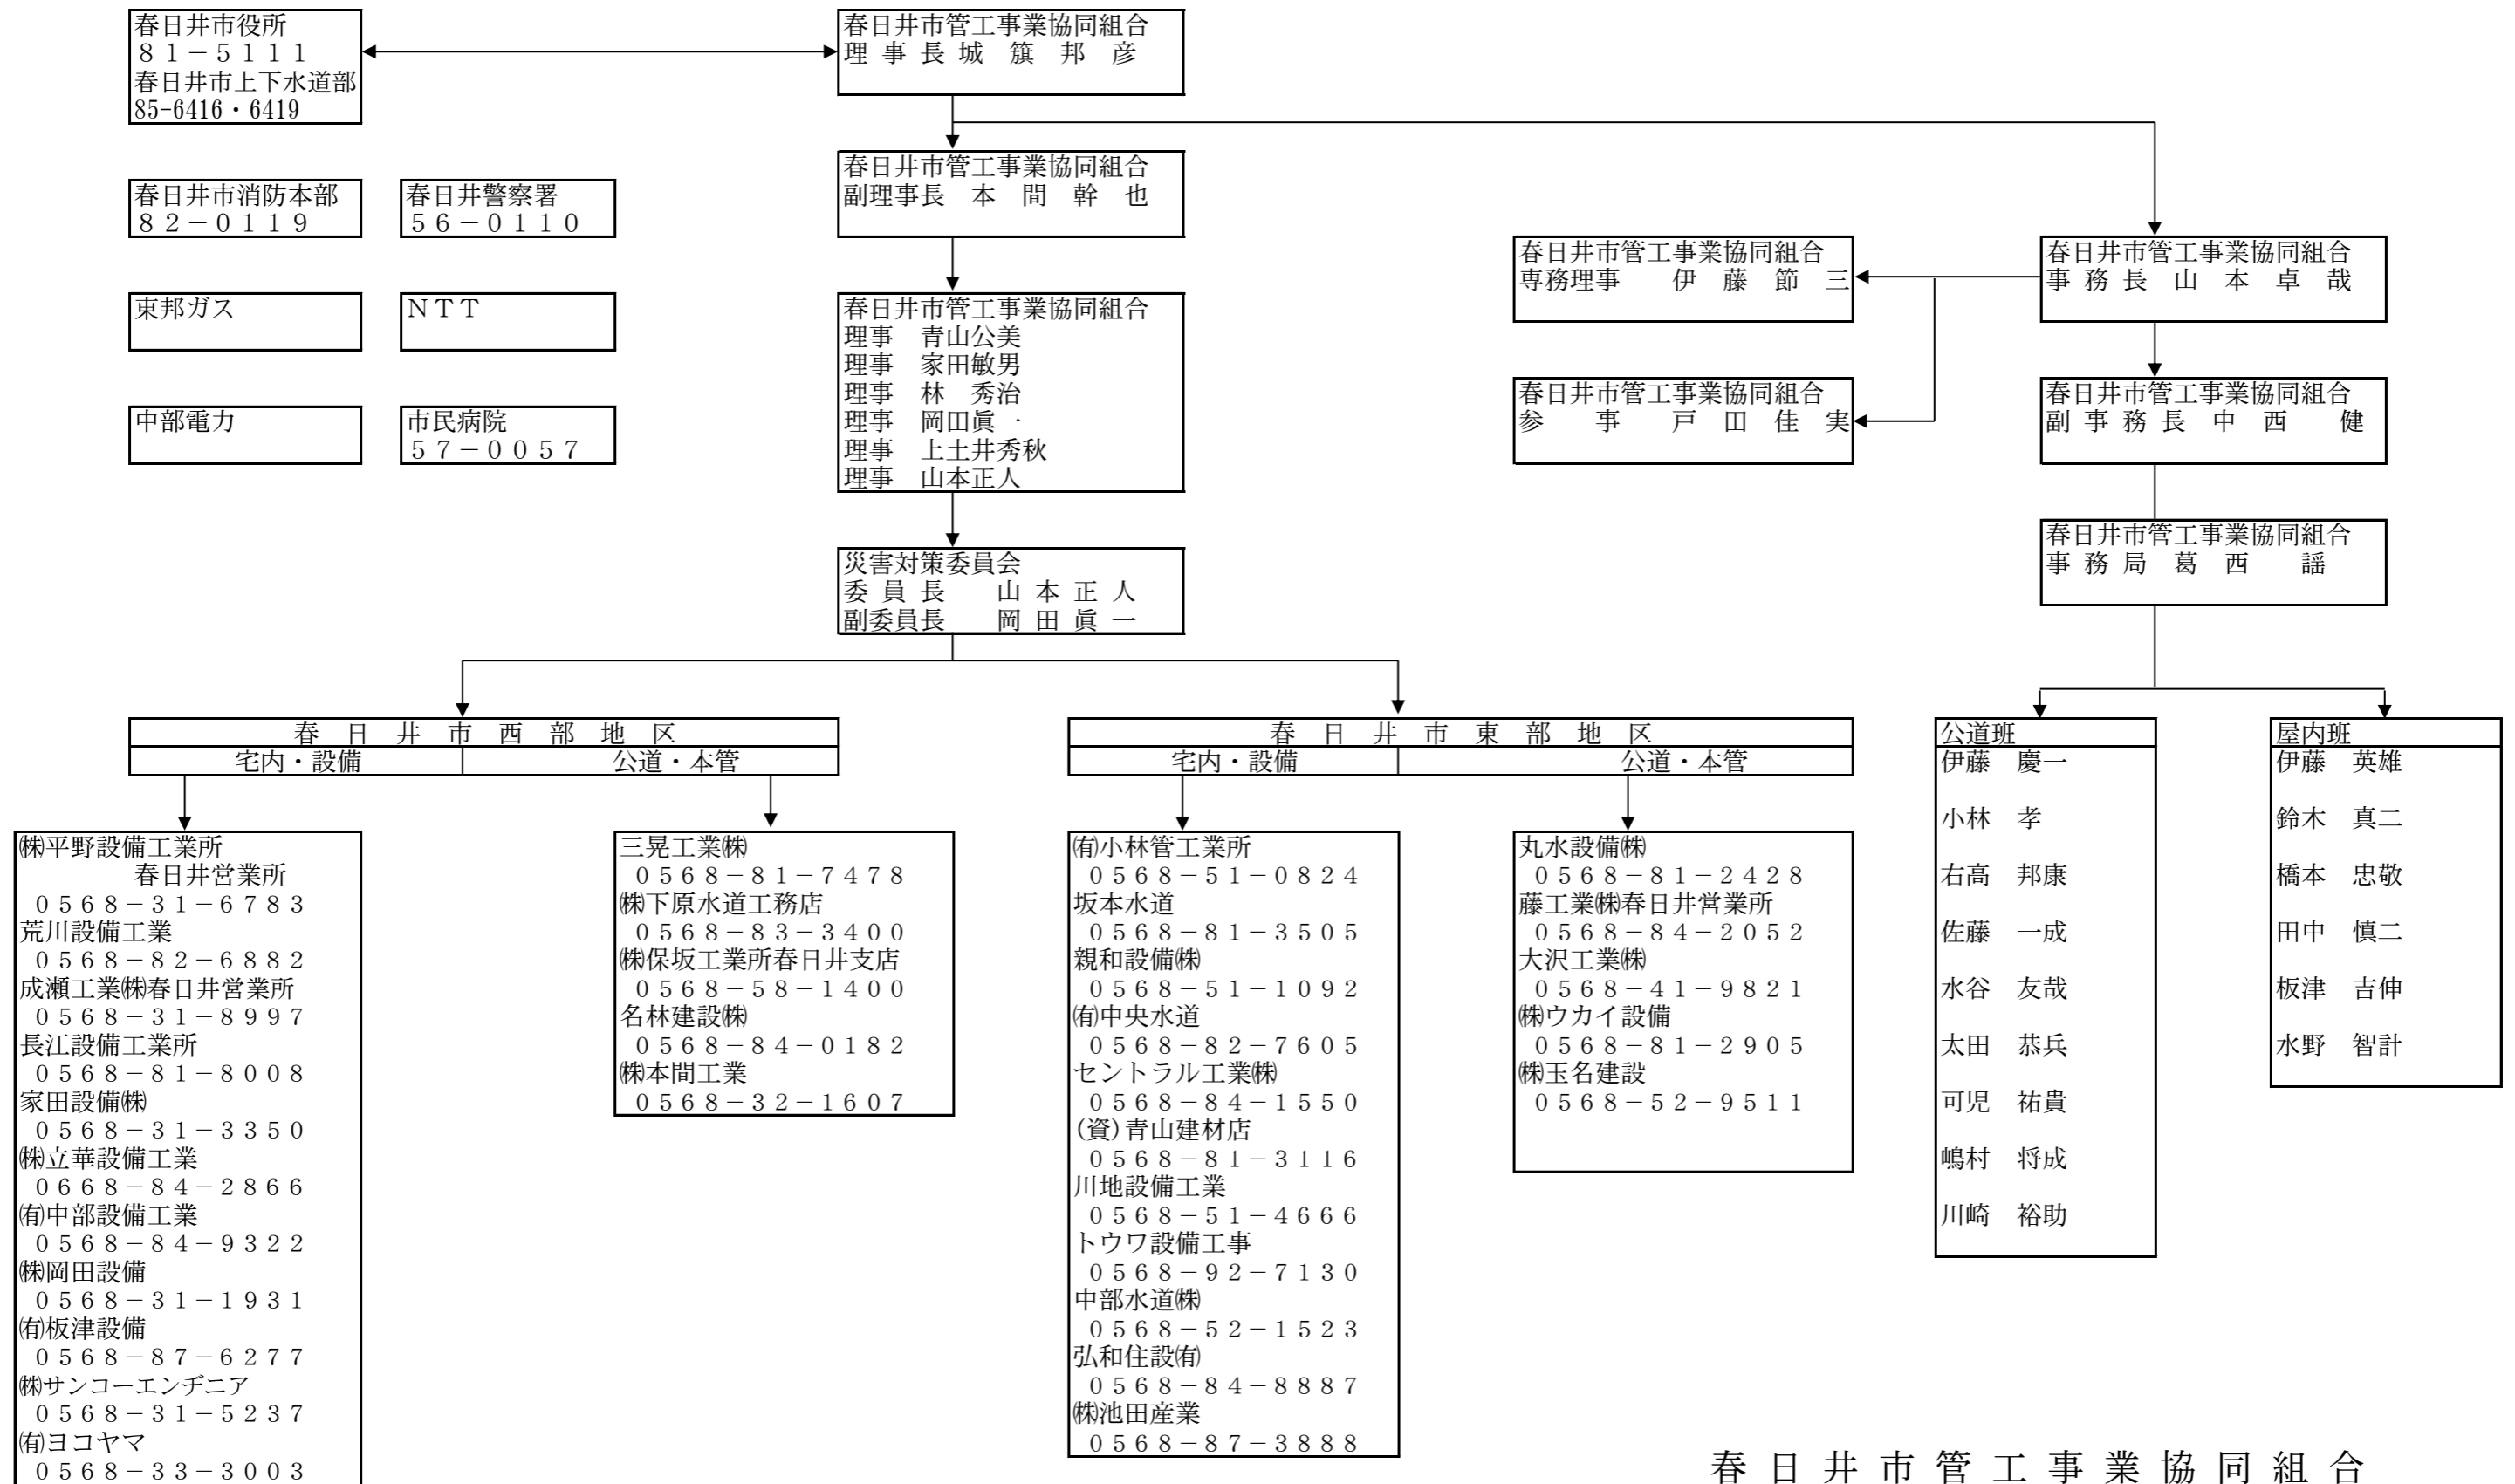 春日井市役所
８１－５１１１
春日井市上下水道部
85-6416・6419
春日井市管工事業協同組合
理 事 長 城　籏　邦　彦
春日井市管工事業協同組合
副理事長　本　間　幹　也
春日井市消防本部
８２－０１１９
春日井警察署
５６－０１１０
東邦ガス
ＮＴＴ
中部電力
市民病院
５７－００５７
春日井市管工事業協同組合
理事　青山公美
理事　家田敏男
理事　林　秀治
理事　岡田眞一
理事　上土井秀秋
理事　山本正人
春日井市管工事業協同組合
専務理事　　伊　藤　節　三
春日井市管工事業協同組合
事 務 長　山　本　卓　哉
春日井市管工事業協同組合
参　　事　　戸　田　佳　実
春日井市管工事業協同組合
副 事 務 長　中　西　　健
春日井市管工事業協同組合
事 務 局　葛　西　　謡
災害対策委員会
委 員 長　　山 本 正 人
副委員長　　岡 田 眞 一
春　日　井　市　西　部　地　区
宅内・設備
公道・本管
㈱平野設備工業所
春日井営業所
０５６８－３１－６７８３
荒川設備工業
０５６８－８２－６８８２
成瀬工業㈱春日井営業所
０５６８－３１－８９９７
長江設備工業所
０５６８－８１－８００８
家田設備㈱
０５６８－３１－３３５０
㈱立華設備工業
０６６８－８４－２８６６
㈲中部設備工業
０５６８－８４－９３２２
㈱岡田設備
０５６８－３１－１９３１
㈲板津設備
０５６８－８７－６２７７
㈱サンコーエンヂニア
０５６８－３１－５２３７
㈲ヨコヤマ
０５６８－３３－３００３
三晃工業㈱
０５６８－８１－７４７８
㈱下原水道工務店
０５６８－８３－３４００
㈱保坂工業所春日井支店
０５６８－５８－１４００
名林建設㈱
０５６８－８４－０１８２
㈱本間工業
０５６８－３２－１６０７
春　日　井　市　東　部　地　区
宅内・設備
公道・本管
㈲小林管工業所
０５６８－５１－０８２４
坂本水道
０５６８－８１－３５０５
親和設備㈱
０５６８－５１－１０９２
㈲中央水道
０５６８－８２－７６０５
セントラル工業㈱
０５６８－８４－１５５０
(資)青山建材店
０５６８－８１－３１１６
川地設備工業
０５６８－５１－４６６６
トウワ設備工事
０５６８－９２－７１３０
中部水道㈱
０５６８－５２－１５２３
弘和住設㈲
０５６８－８４－８８８７
㈱池田産業
０５６８－８７－３８８８
丸水設備㈱
０５６８－８１－２４２８
藤工業㈱春日井営業所
０５６８－８４－２０５２
大沢工業㈱
０５６８－４１－９８２１
㈱ウカイ設備
０５６８－８１－２９０５
㈱玉名建設
０５６８－５２－９５１１
公道班
伊藤　慶一
小林　孝
右高　邦康
佐藤　一成
水谷　友哉
太田　恭兵
可児　祐貴
嶋村　将成
川崎　裕助
屋内班
伊藤　英雄
鈴木　真二
橋本　忠敬
田中　慎二
板津　吉伸
水野　智計
春 日 井 市 管 工 事 業 協 同 組 合